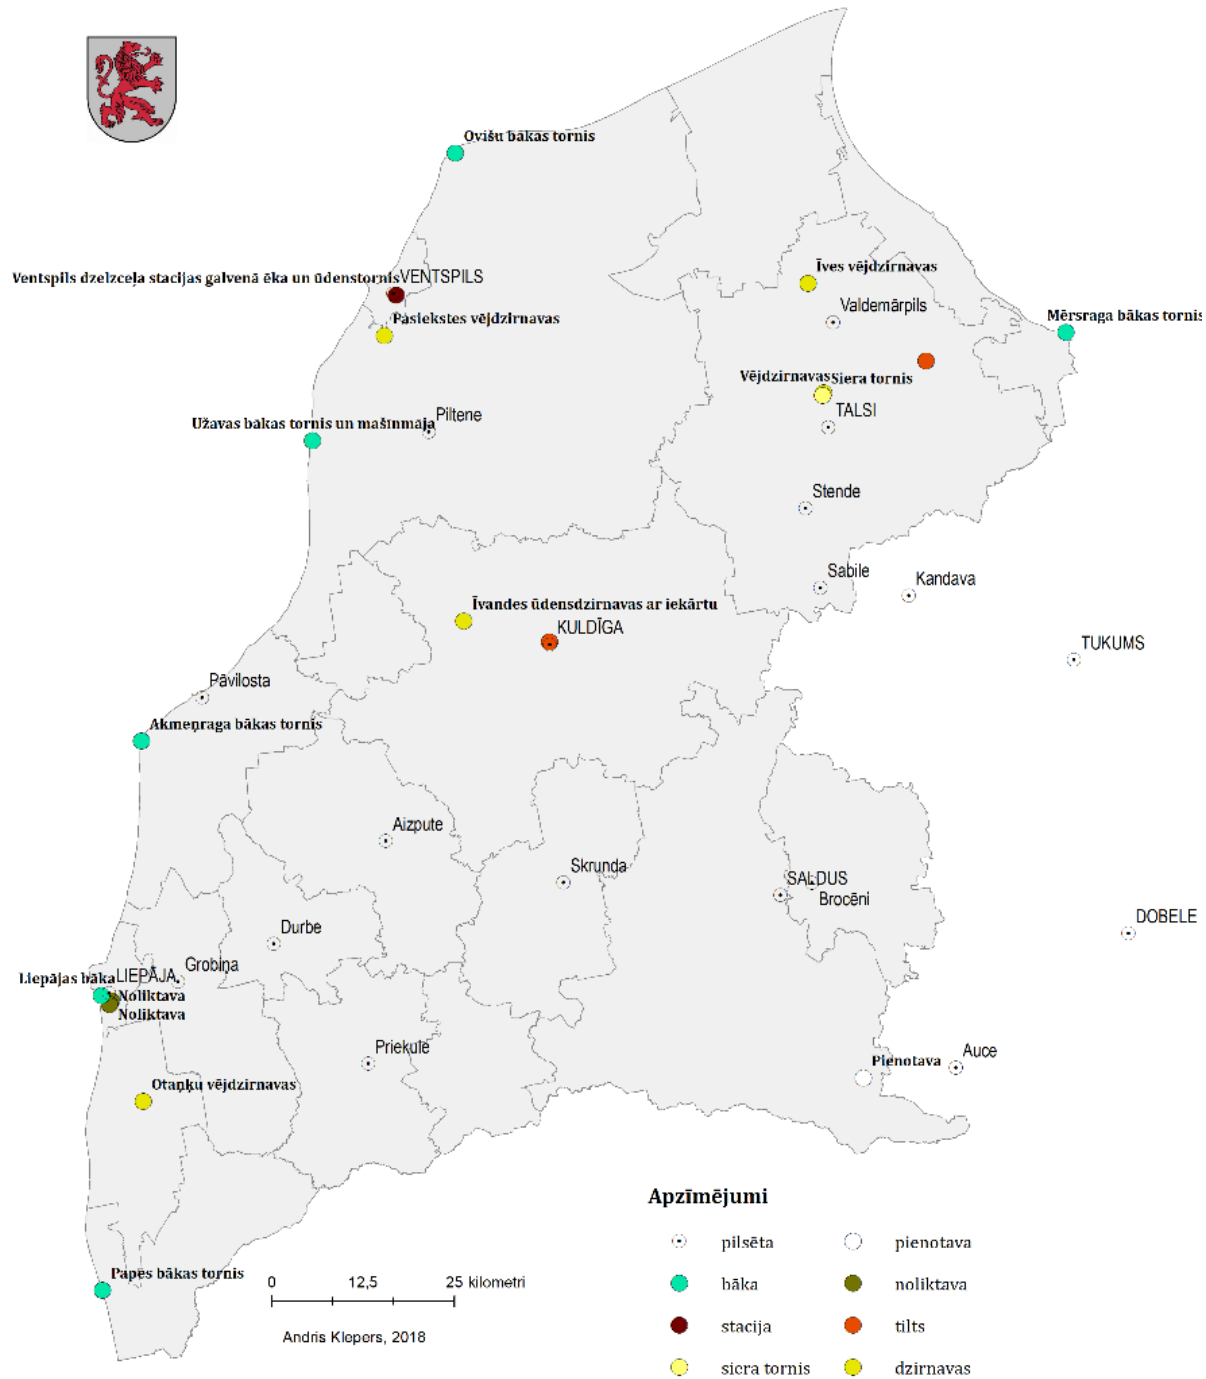 Ovišu bākas tornis
Ventspils dzelzceļa stacijas galvenā ēka un ūdenstornis
VENTSPILS
Īves vējdzirnavas
Pasiekstes vējdzirnavas
Valdemārpils
Mērsraga bākas tornis
Vējdzirnavas
Siera tornis
TALSI
Užavas bākas tornis un mašīnmāja
Piltene
Stende
Sabile
Kandava
Īvandes ūdensdzirnavas ar iekārtu
KULDĪGA
TUKUMS
Pāvilosta
Akmeņraga bākas tornis
Aizpute
Skrunda
SALDUS
Brocēni
Durbe
DOBELE
Grobiņa
Liepājas bāka
LIEPĀJA
Noliktava
Noliktava
Priekule
Auce
Pienotava
Otaņķu vējdzirnavas
Papes bākas tornis
0 12,5 25 kilometri
Andris Klepers, 2018
Apzīmējumi
pilsēta
bāka
stacija
siera tornis
pienotava
noliktava
tilts
dzirnavas